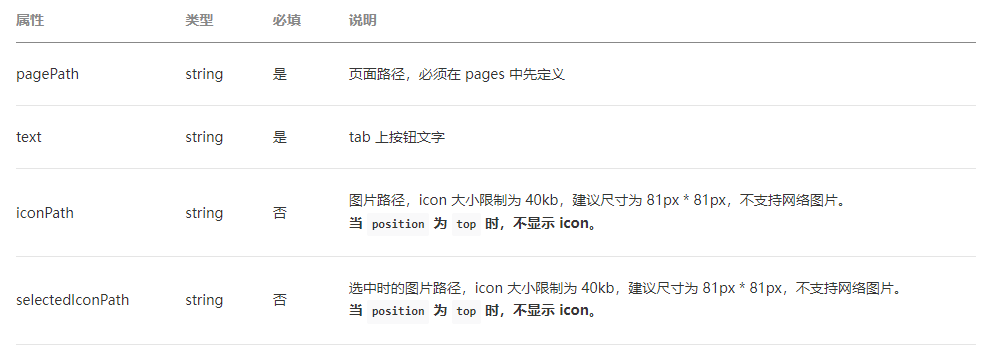 属性 类型 必填 说明
pagePath string 是 页面路径，必须在 pages 中先定义
text string 是 tab 上按钮文字
iconPath string 否 图片路径，icon 大小限制为 40kb，建议尺寸为 81px * 81px，不支持网络图片。
当 position 为 top 时，不显示 icon。
selectedIconPath string 否 选中时的图片路径，icon 大小限制为 40kb，建议尺寸为 81px * 81px，不支持网络图片。
当 position 为 top 时，不显示 icon。